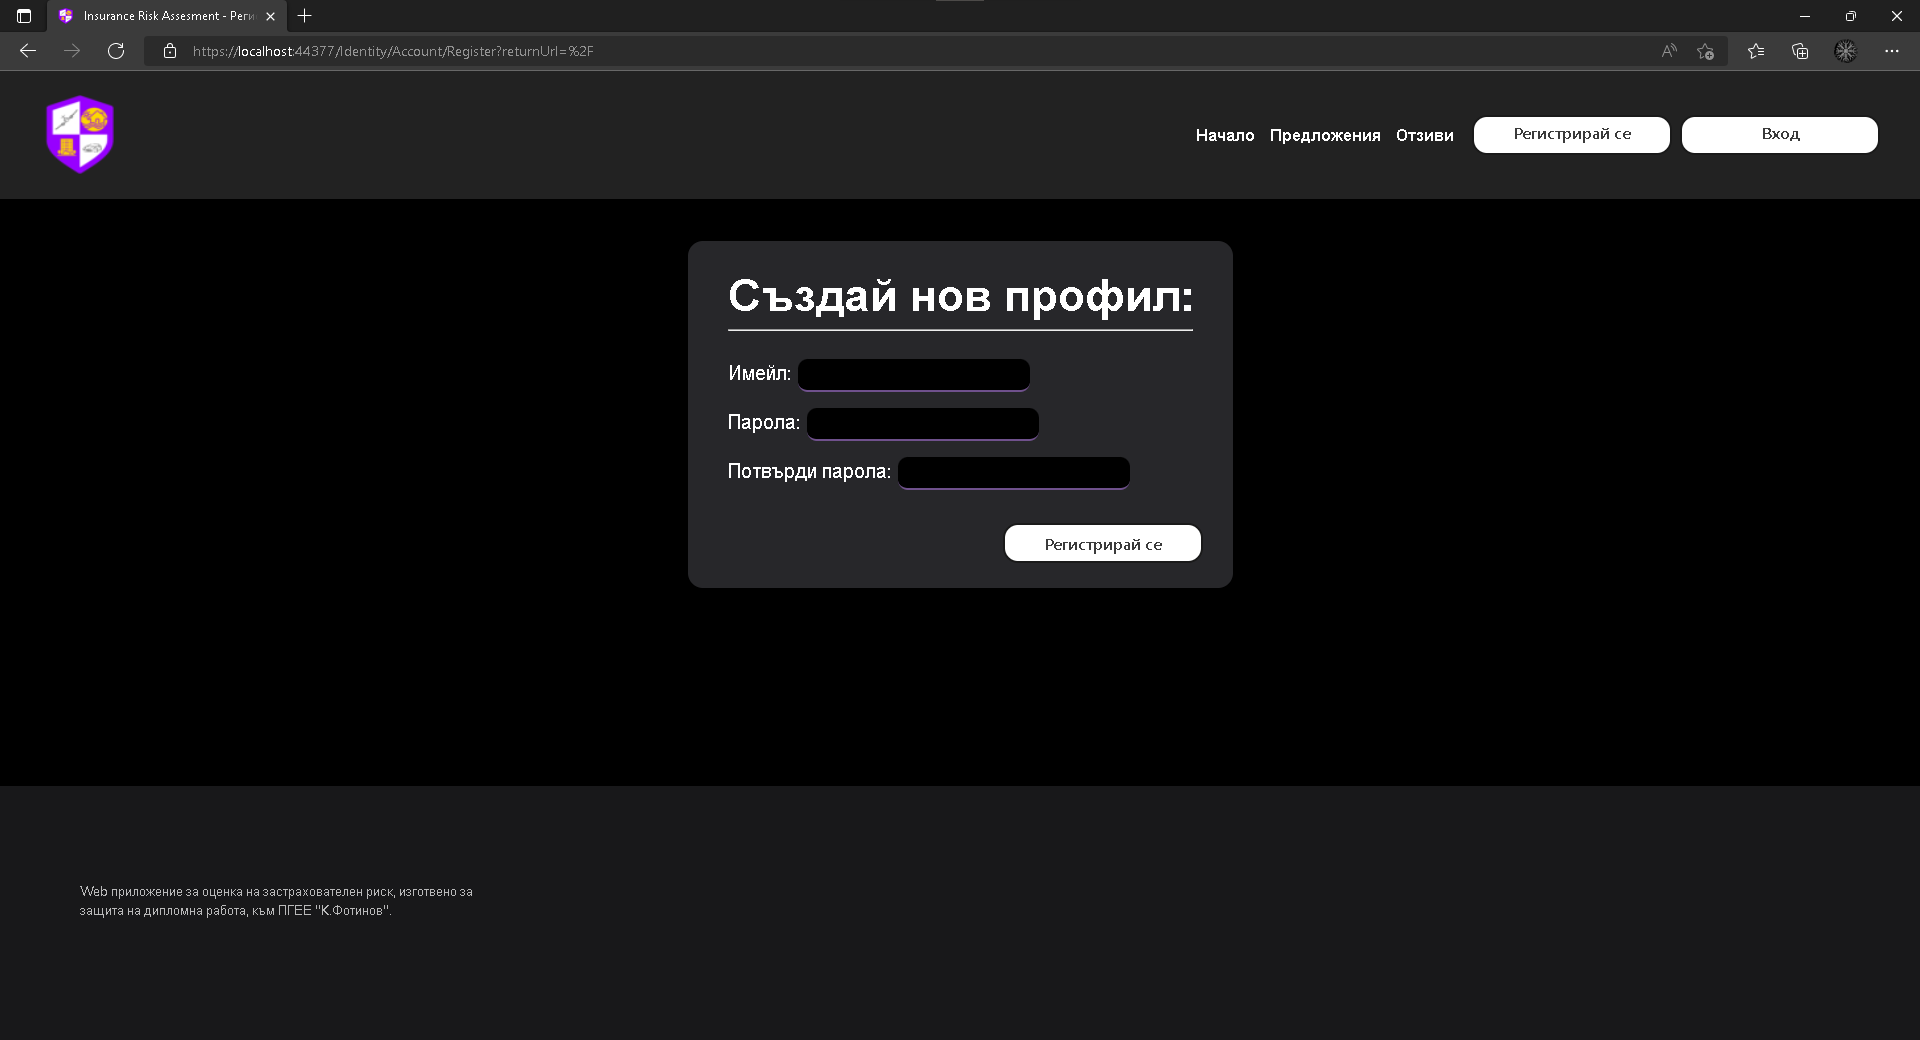 Insurance Risk Assesment - Реги
https://localhost:44377/Identity/Account/Register?returnUrl=%2F
Начало Предложения Отзиви Регистрирай се Вход
Създай нов профил:
Имейл:
Парола:
Потвърди парола:
Регистрирай се
Web приложение за оценка на застрахователен риск, изготвено за
защита на дипломна работа, към ПГЕЕ "К.Фотинов".